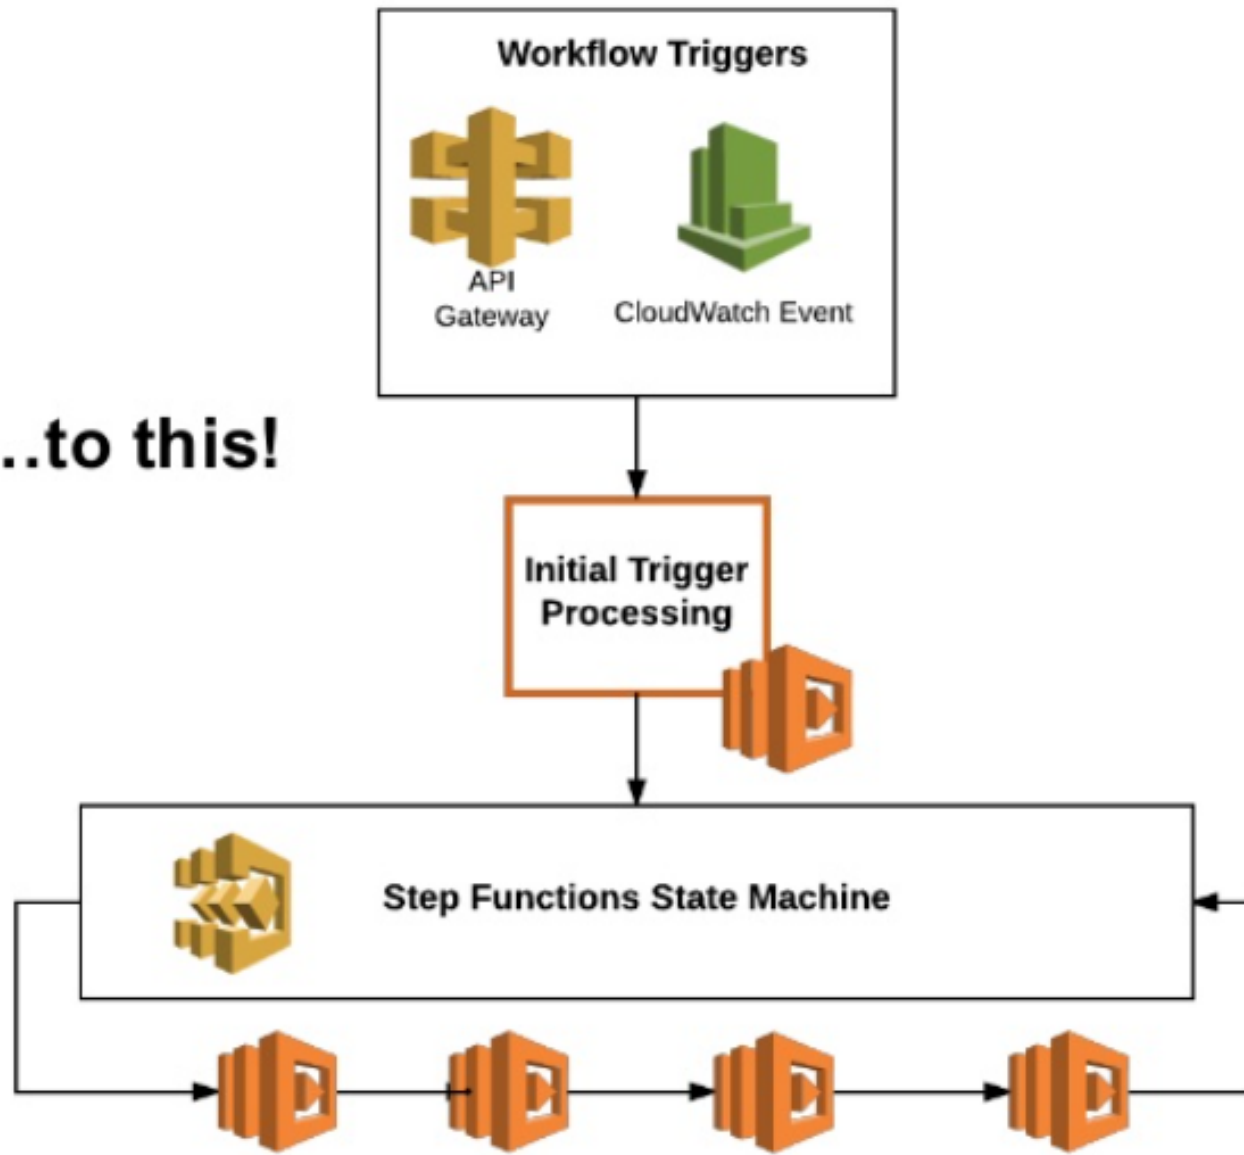 Workflow Triggers
API
Gateway
CloudWatch Event
..to this!
Initial Trigger
Processing
Step Functions State Machine